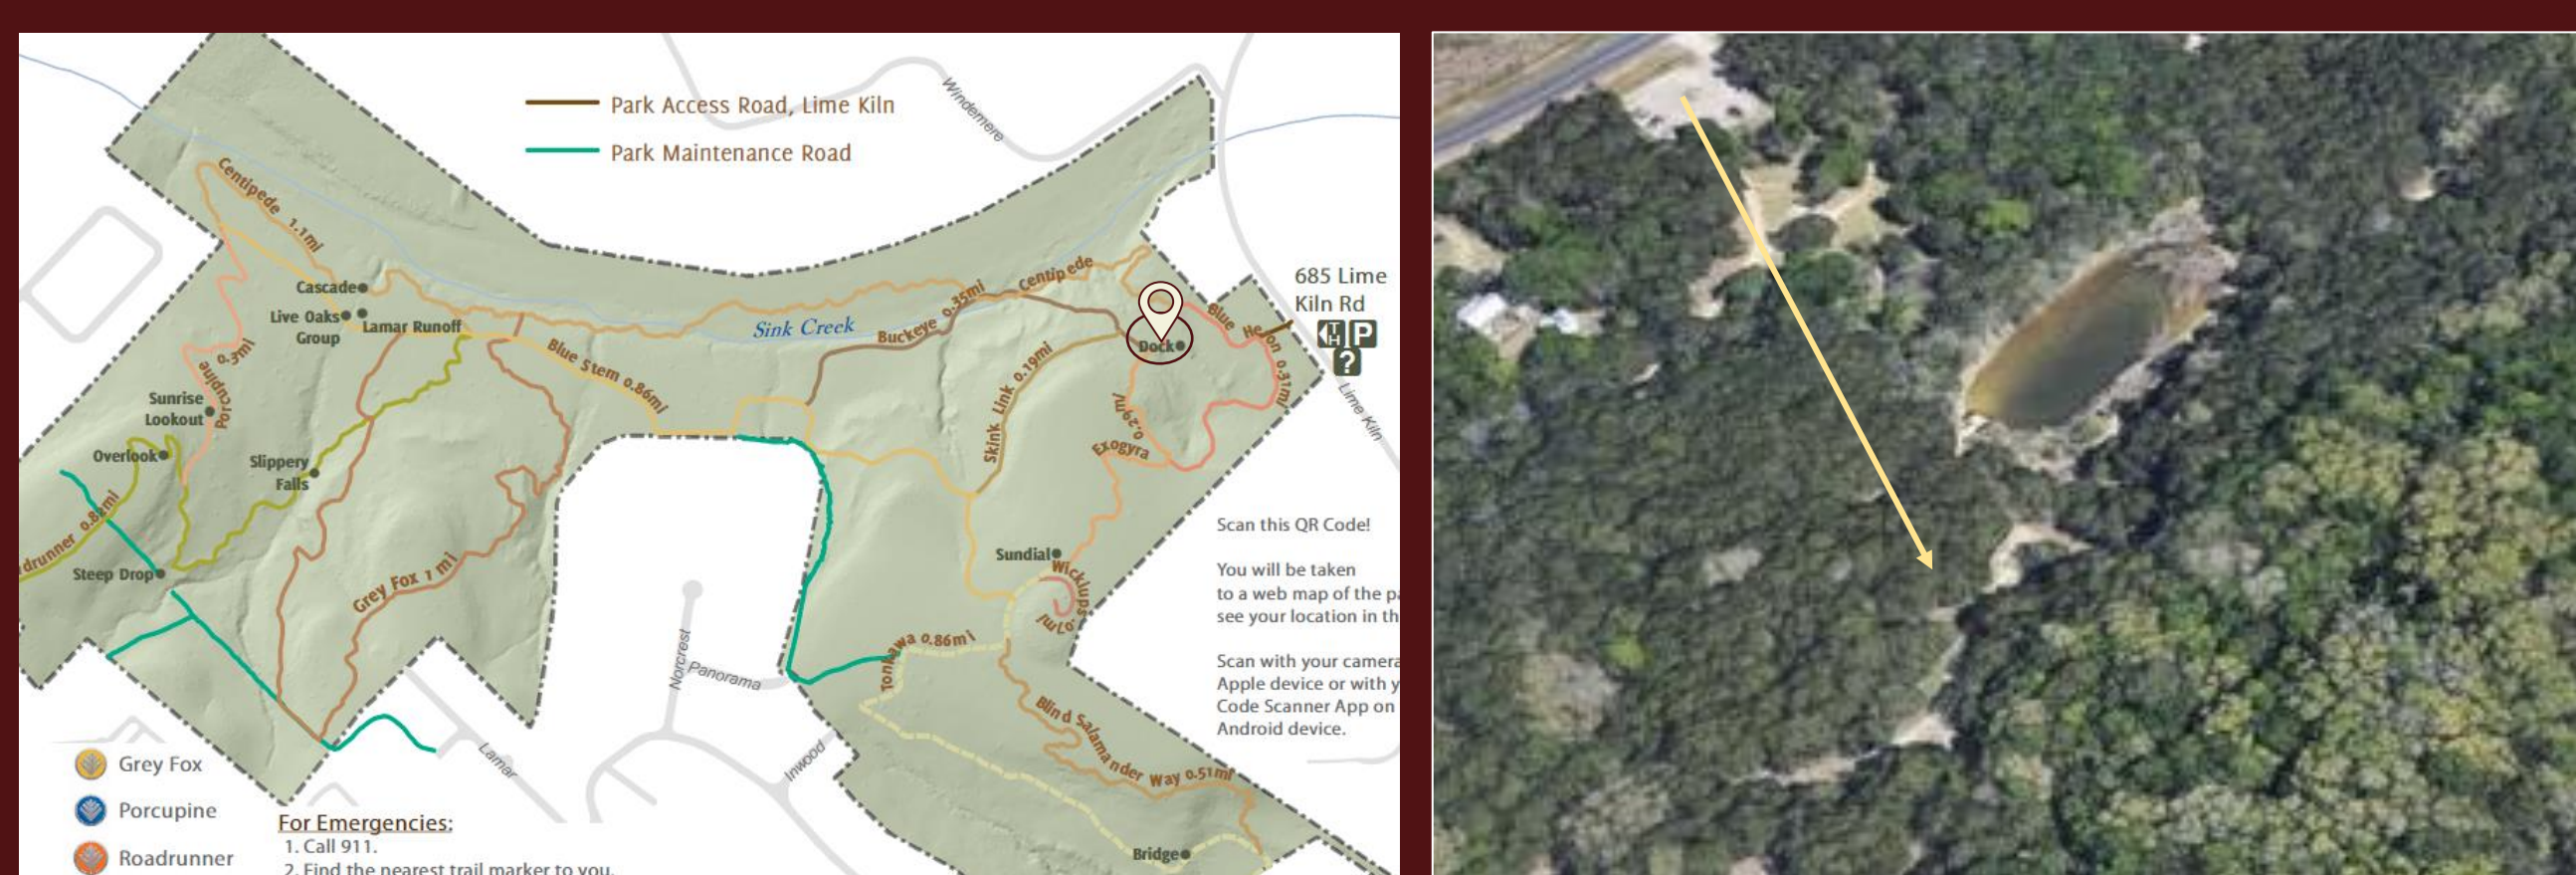 Park Access Road, Lime Kiln
Park Maintenance Road
Windemere
Centipede 1.1mi
Cascade
Live Oaks
Group
Lamar Runoff
Sink Creek
Buckeye 0.35mi
Centipede
685 Lime
Kiln Rd
TH P
?
Blue Heron 0.31mi
Dock
Lime Kiln
Blue Stem 0.86mi
Skink Link 0.19mi
0.29mi
Exogyra
Porcupine 0.3mi
Sunrise
Lookout
Overlook
Slippery
Falls
drunner 0.82mi
Steep Drop
Grey Fox 1 mi
Sundial
Wickiups
.07mi
Scan this QR Code!
You will be taken
to a web map of the pa
see your location in th
Scan with your camera
Apple device or with y
Code Scanner App on
Android device.
Tonkawa 0.86mi
Norcrest
Panorama
Blind Salamander Way 0.51mi
Inwood
Lamar
Bridge
Grey Fox
Porcupine
Roadrunner
For Emergencies:
1. Call 911.
2. Find the nearest trail marker to you.